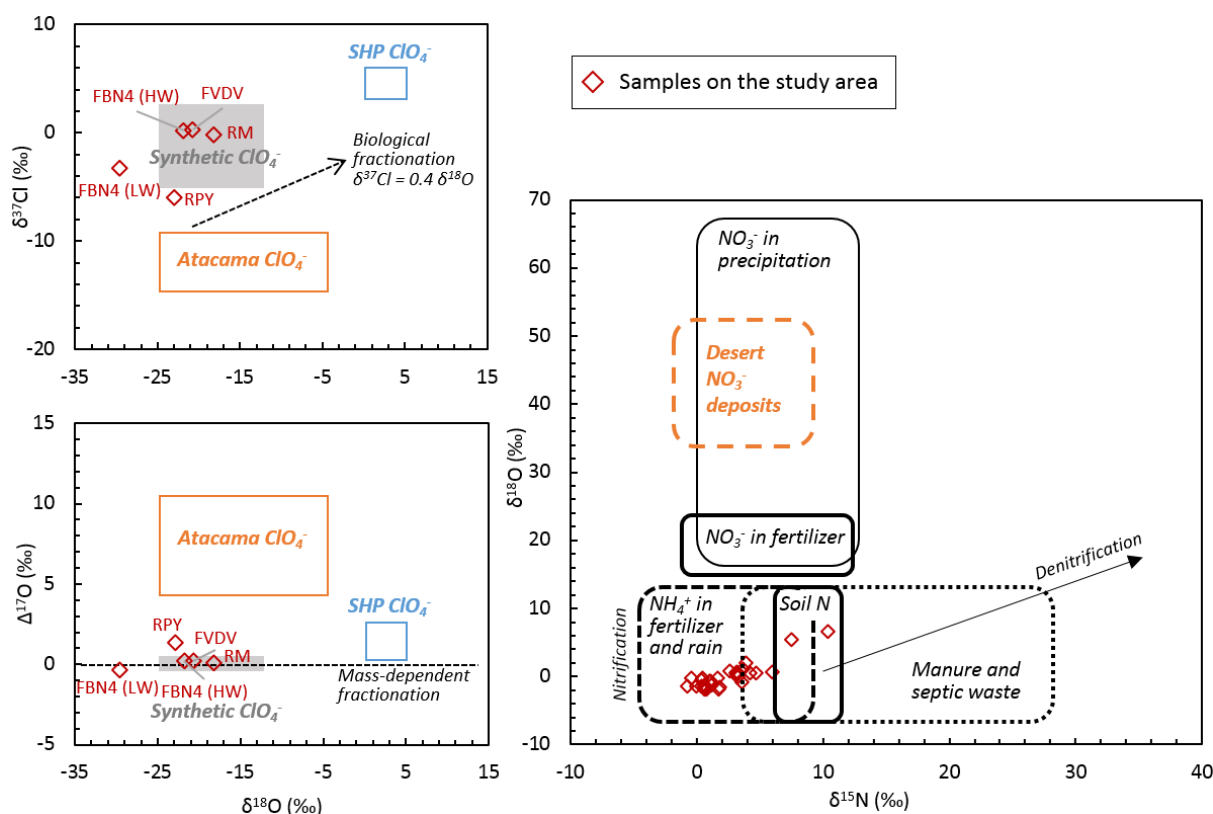 10
0
-10
-20
-35
-25
-15
-5
5
15
δ³⁷Cl (‰)
SHP ClO₄⁻
FBN4 (HW)
FVDV
RM
Synthetic ClO₄⁻
FBN4 (LW)
RPY
Biological
fractionation
δ³⁷Cl = 0.4 δ¹⁸O
Atacama ClO₄⁻
15
10
5
0
-5
-35
-25
-15
-5
5
15
Δ¹⁷O (‰)
δ¹⁸O (‰)
Atacama ClO₄⁻
SHP ClO₄⁻
RPY
FVDV
RM
FBN4 (LW)
FBN4 (HW)
Synthetic ClO₄⁻
Mass-dependent
fractionation
Samples on the study area
70
60
50
40
30
20
10
0
-10
-10
0
10
20
30
40
δ¹⁸O (‰)
δ¹⁵N (‰)
NO₃⁻ in
precipitation
Desert
NO₃⁻
deposits
NO₃⁻ in fertilizer
Nitrification
NH₄⁺ in
fertilizer
and rain
Soil N
Denitrification
Manure and
septic waste